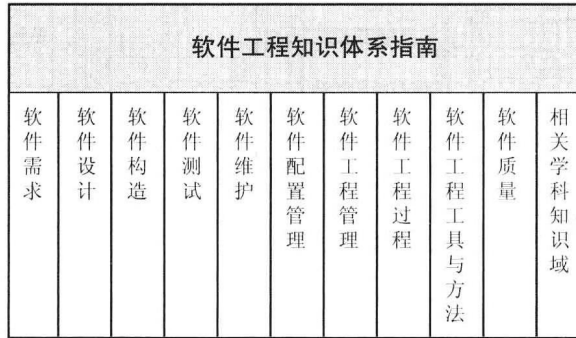 软件工程知识体系指南
软件需求
软件设计
软件构造
软件测试
软件维护
软件配置管理
软件工程管理
软件工程过程
软件工程工具与方法
软件质量
相关学科知识域